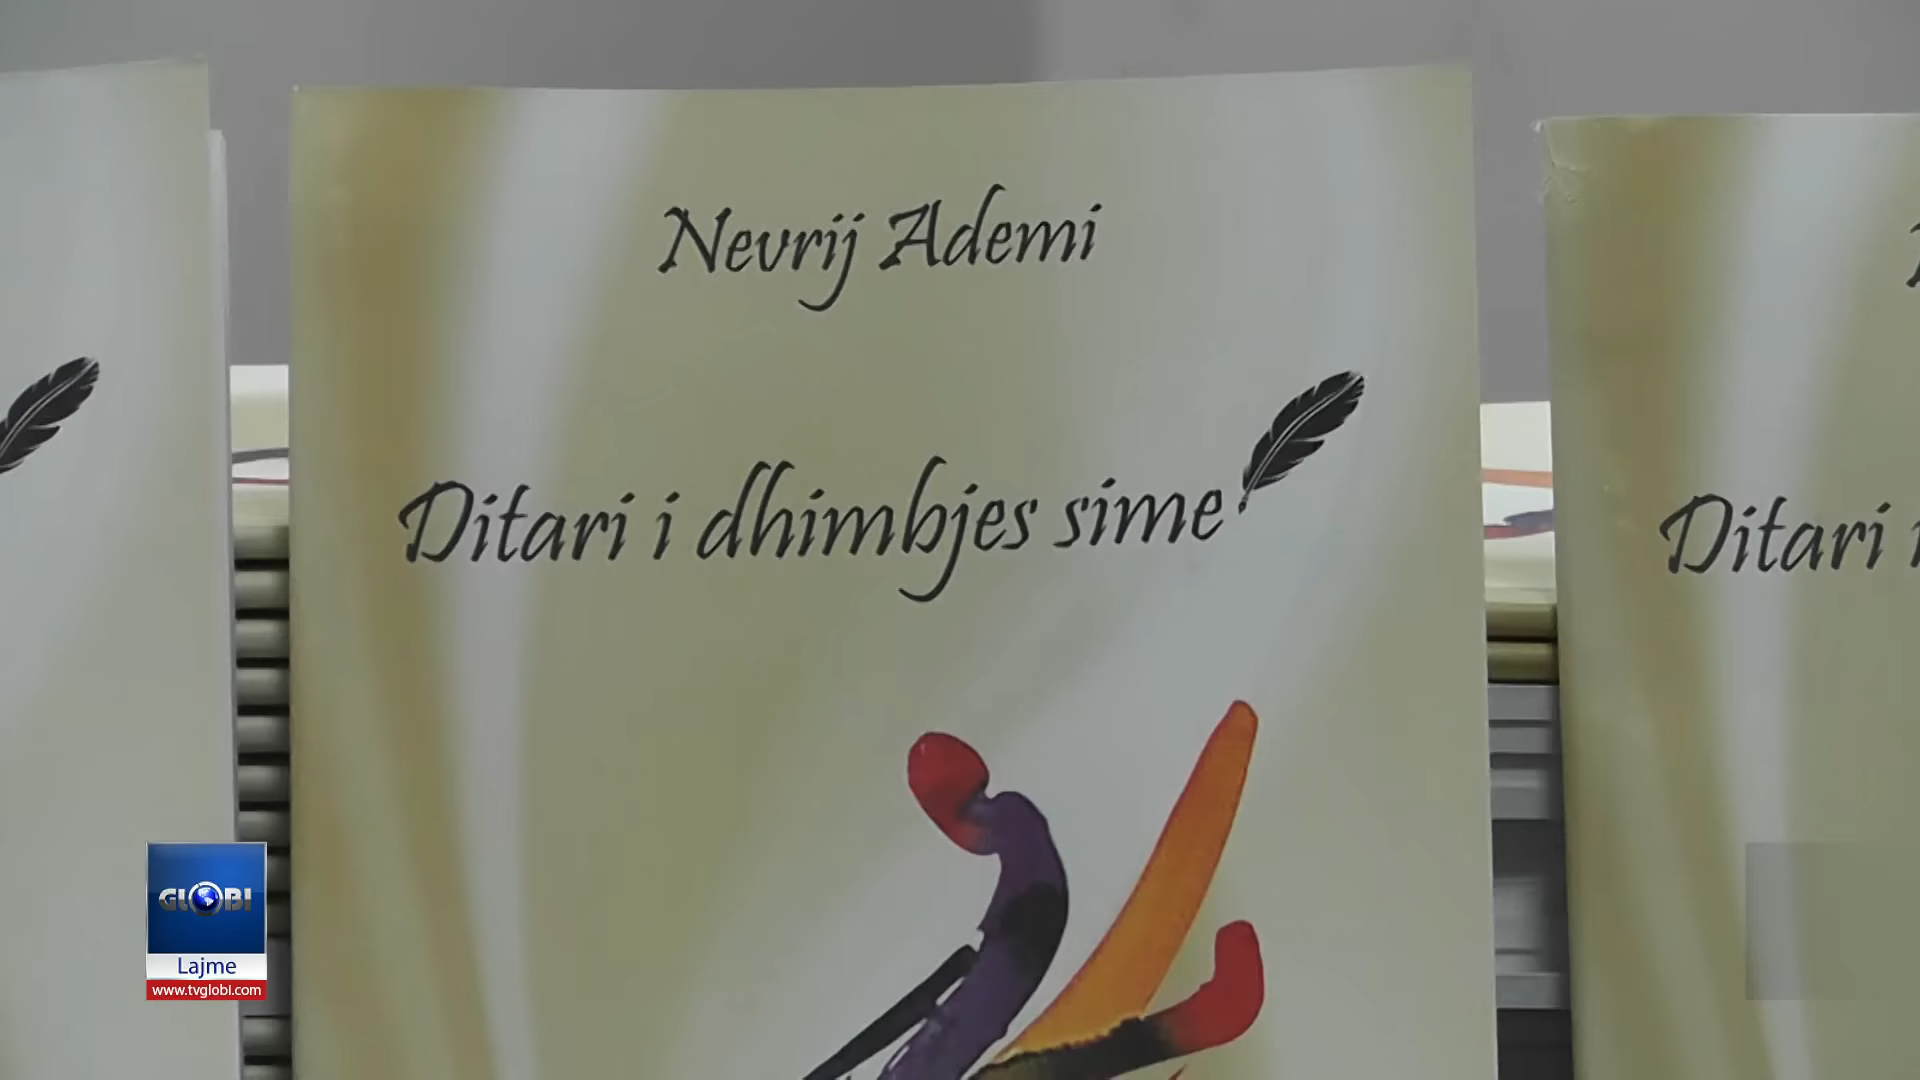 Nevrij Ademi
Ditari i dhimbjes sime
Ditari
GLOBI
Lajme
www.tvglobi.com